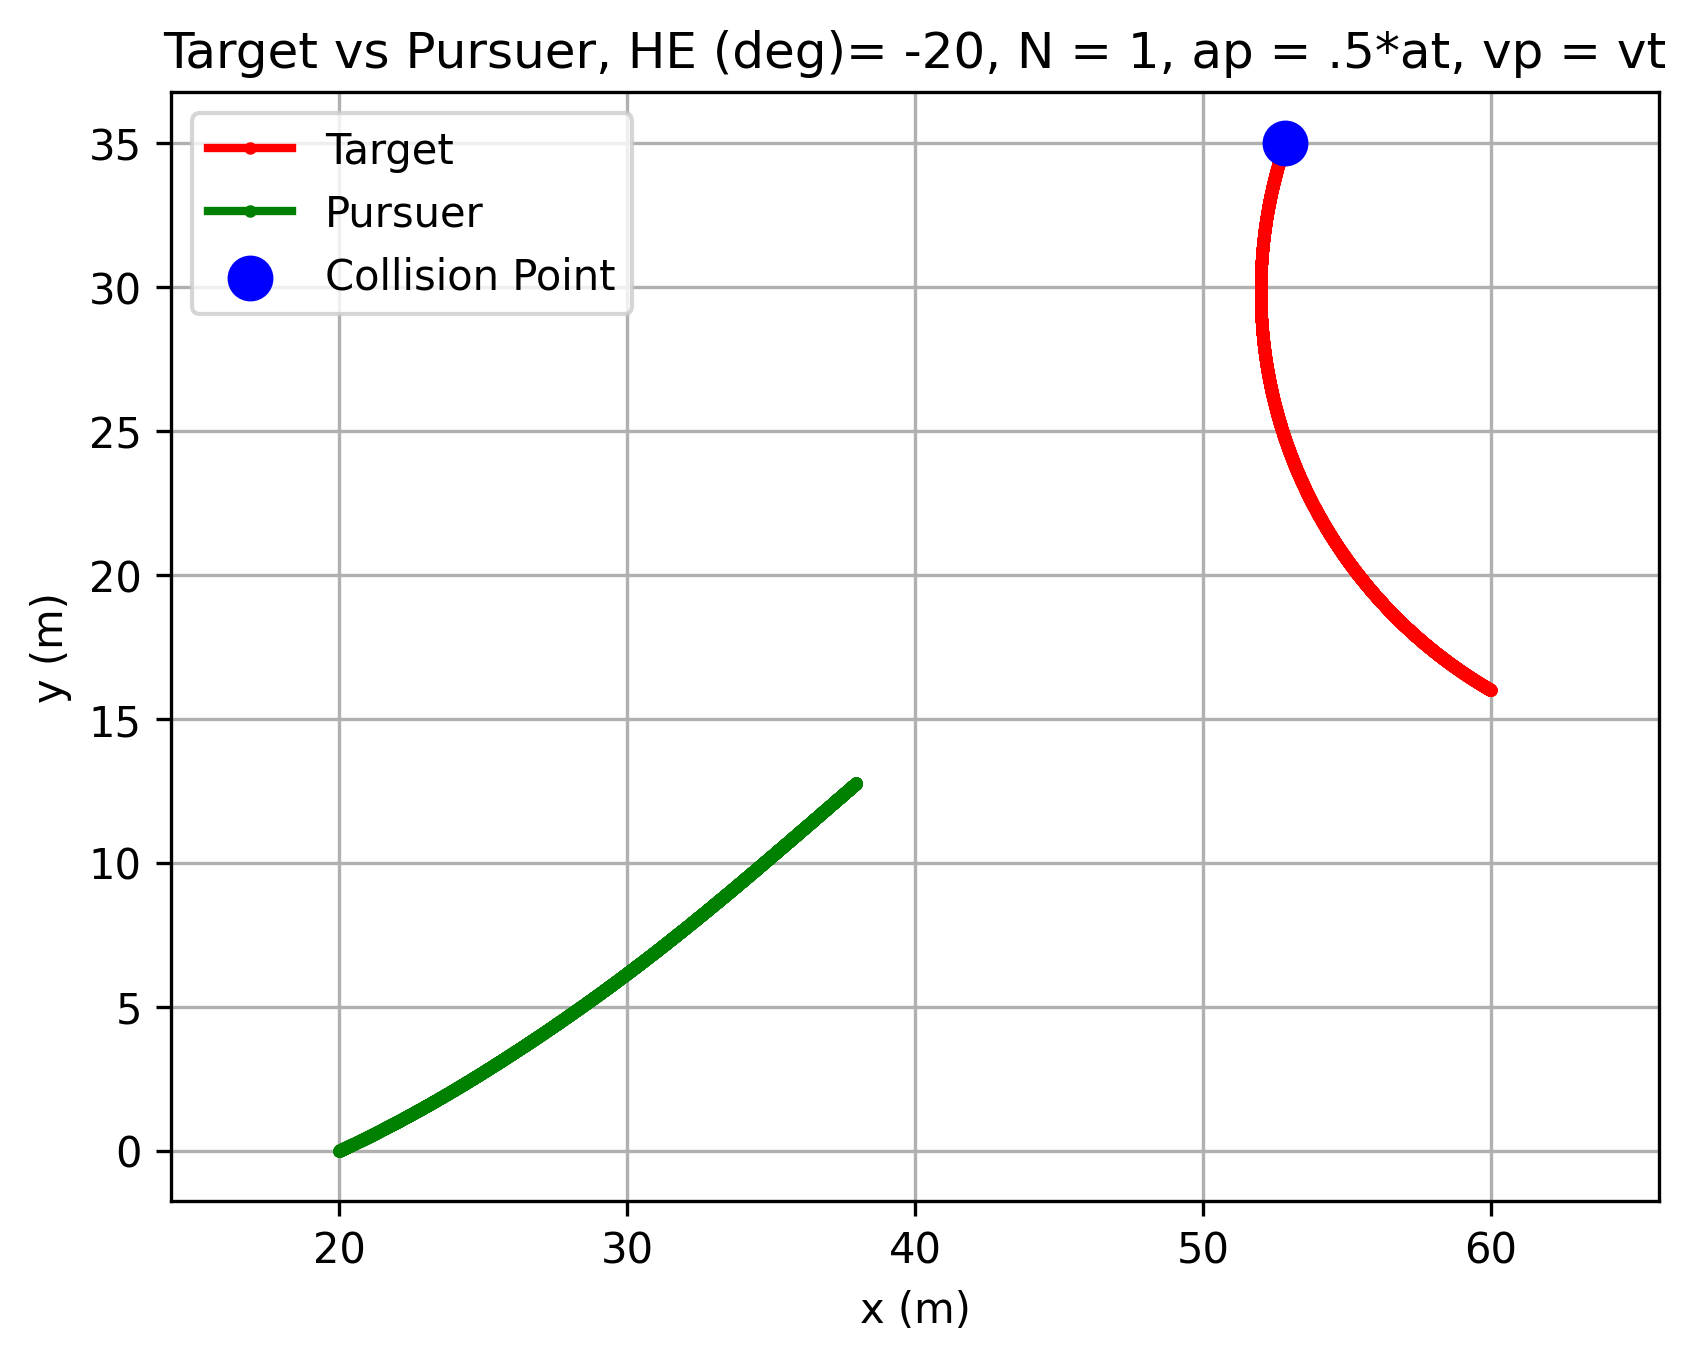 Target vs Pursuer, HE (deg)= -20, N = 1, ap = .5*at, vp = vt
Target
Pursuer
Collision Point
35
30
25
20
15
10
5
0
y (m)
20 30 40 50 60
x (m)